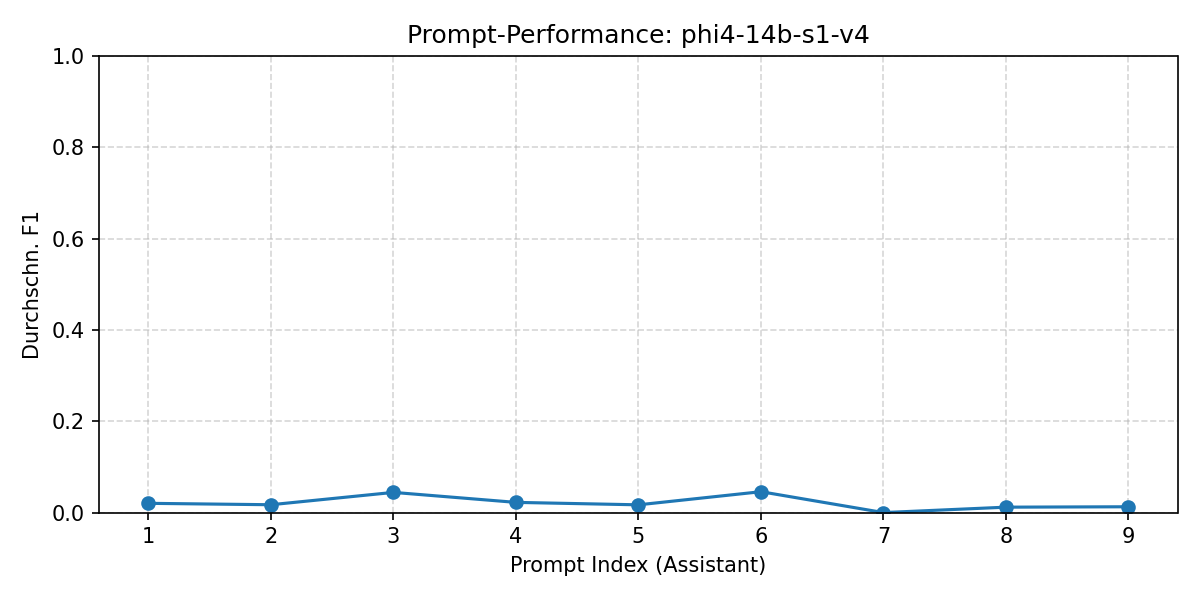 Prompt-Performance: phi4-14b-s1-v4
1.0
0.8
0.6
0.4
0.2
0.0
Durchschn. F1
1 2 3 4 5 6 7 8 9
Prompt Index (Assistant)